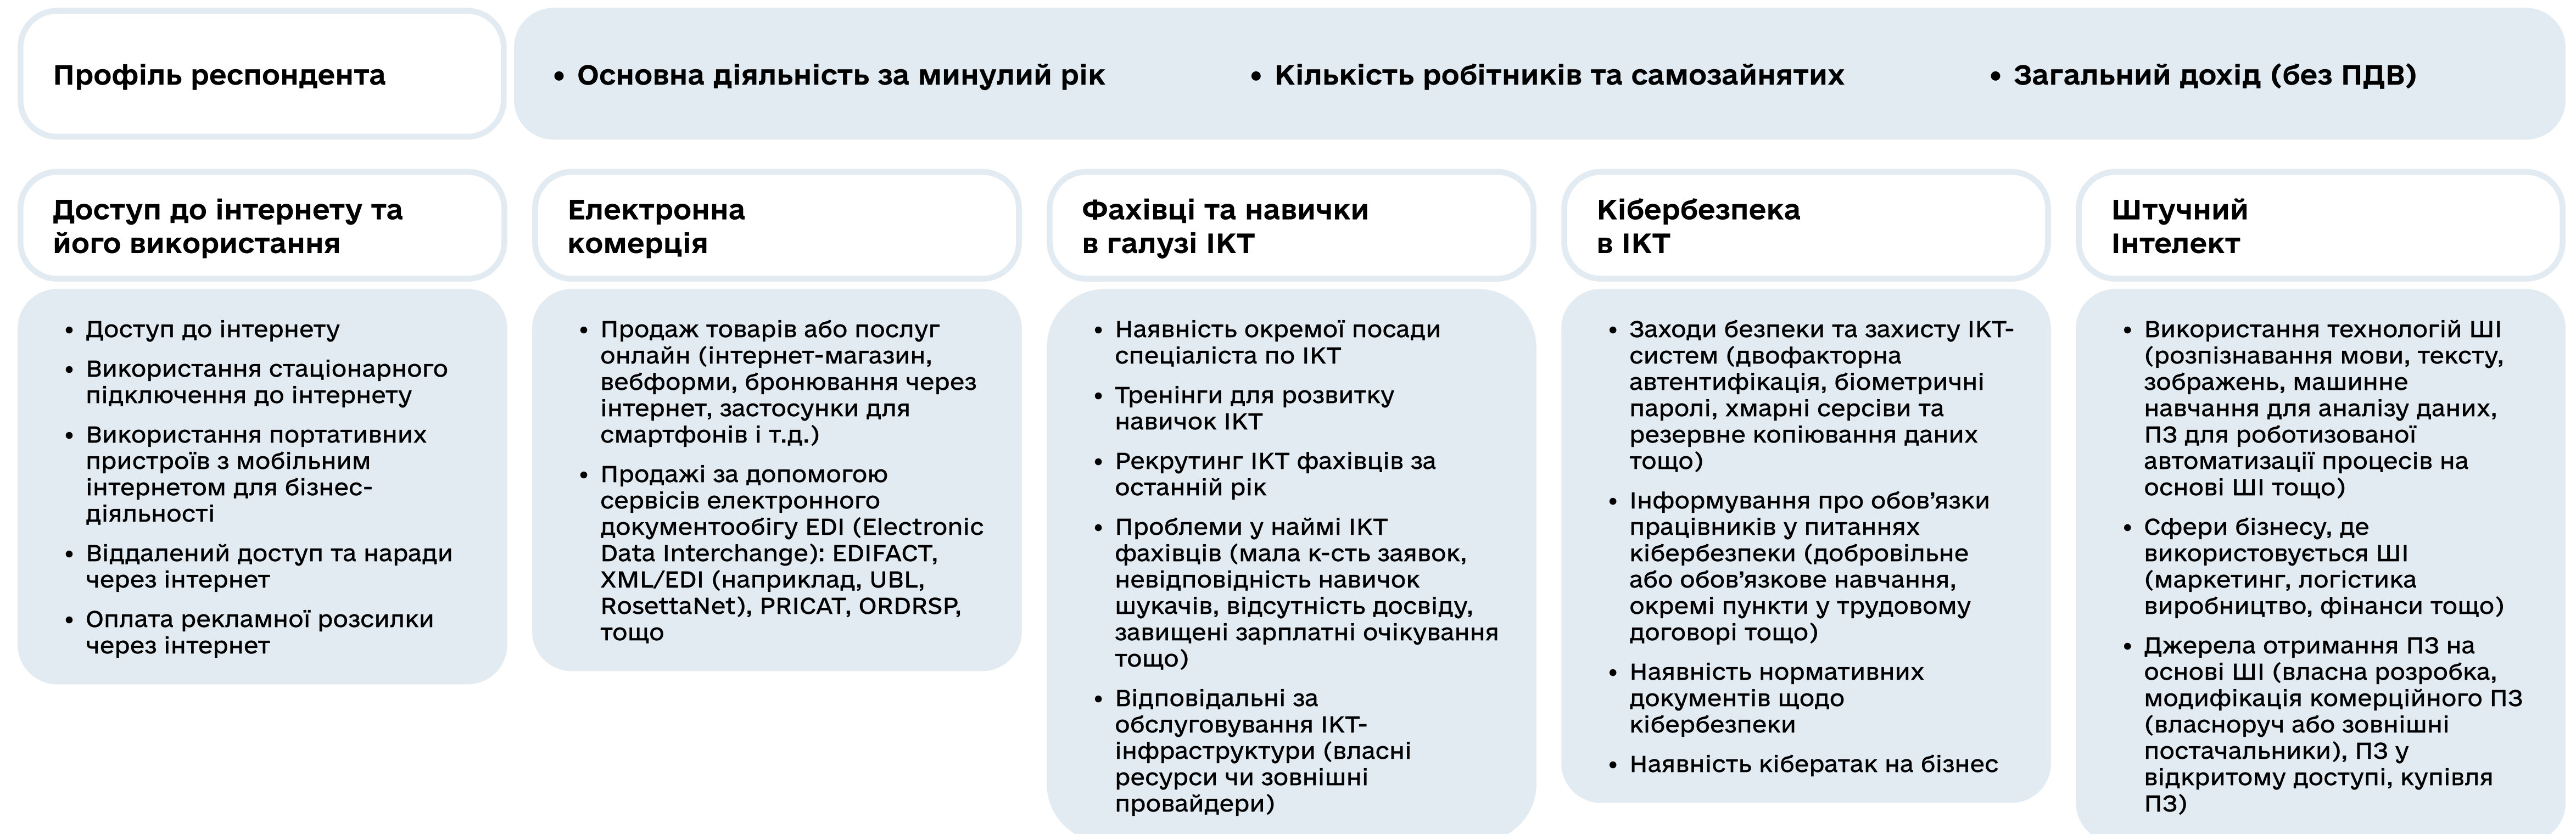 Профіль респондента
• Основна діяльність за минулий рік
• Кількість робітників та самозайнятих
• Загальний дохід (без ПДВ)
Доступ до інтернету та
його використання
• Доступ до інтернету
• Використання стаціонарного
підключення до інтернету
• Використання портативних
пристроїв з мобільним
інтернетом для бізнес-
діяльності
• Віддалений доступ та наради
через інтернет
• Оплата рекламної розсилки
через інтернет
Електронна
комерція
• Продаж товарів або послуг
онлайн (інтернет-магазин,
вебформи, бронювання через
інтернет, застосунки для
смартфонів і т.д.)
• Продажі за допомогою
сервісів електронного
документообігу EDI (Electronic
Data Interchange): EDIFACT,
XML/EDI (наприклад, UBL,
RosettaNet), PRICAT, ORDRSP,
тощо
Фахівці та навички
в галузі ІКТ
• Наявність окремої посади
спеціаліста по ІКТ
• Тренінги для розвитку
навичок ІКТ
• Рекрутинг ІКТ фахівців за
останній рік
• Проблеми у наймі ІКТ
фахівців (мала к-сть заявок,
невідповідність навичок
шукачів, відсутність досвіду,
завищені зарплатні очікування
тощо)
• Відповідальні за
обслуговування ІКТ-
інфраструктури (власні
ресурси чи зовнішні
провайдери)
Кібербезпека
в ІКТ
• Заходи безпеки та захисту ІКТ-
систем (двофакторна
автентифікація, біометричні
паролі, хмарні серсіви та
резервне копіювання даних
тощо)
• Інформування про обов’язки
працівників у питаннях
кібербезпеки (добровільне
або обов’язкове навчання,
окремі пункти у трудовому
договорі тощо)
• Наявність нормативних
документів щодо
кібербезпеки
• Наявність кібератак на бізнес
Штучний
Інтелект
• Використання технологій ШІ
(розпізнавання мови, тексту,
зображень, машинне
навчання для аналізу даних,
ПЗ для роботизованої
автоматизації процесів на
основі ШІ тощо)
• Сфери бізнесу, де
використовується ШІ
(маркетинг, логістика
виробництво, фінанси тощо)
• Джерела отримання ПЗ на
основі ШІ (власна розробка,
модифікація комерційного ПЗ
(власноруч або зовнішні
постачальники), ПЗ у
відкритому доступі, купівля
ПЗ)